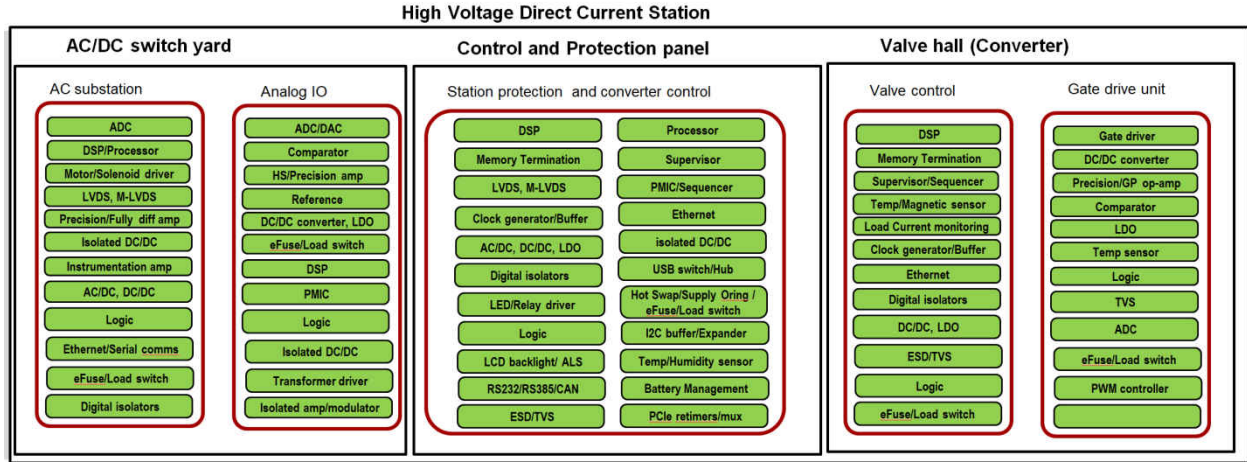 High Voltage Direct Current Station
AC/DC switch yard
AC substation
ADC
DSP/Processor
Motor/Solenoid driver
LVDS, M-LVDS
Precision/Fully diff amp
Isolated DC/DC
Instrumentation amp
AC/DC, DC/DC
Logic
Ethernet/Serial comms
eFuse/Load switch
Digital isolators
Analog IO
ADC/DAC
Comparator
HS/Precision amp
Reference
DC/DC converter, LDO
eFuse/Load switch
DSP
PMIC
Logic
Isolated DC/DC
Transformer driver
Isolated amp/modulator
Control and Protection panel
Station protection and converter control
DSP
Memory Termination
LVDS, M-LVDS
Clock generator/Buffer
AC/DC, DC/DC, LDO
Digital isolators
LED/Relay driver
Logic
LCD backlight/ ALS
RS232/RS385/CAN
ESD/TVS
Processor
Supervisor
PMIC/Sequencer
Ethernet
isolated DC/DC
USB switch/Hub
Hot Swap/Supply Oring /
eFuse/Load switch
I2C buffer/Expander
Temp/Humidity sensor
Battery Management
PCIe retimers/mux
Valve hall (Converter)
Valve control
DSP
Memory Termination
Supervisor/Sequencer
Temp/Magnetic sensor
Load Current monitoring
Clock generator/Buffer
Ethernet
Digital isolators
DC/DC, LDO
ESD/TVS
Logic
eFuse/Load switch
Gate drive unit
Gate driver
DC/DC converter
Precision/GP op-amp
Comparator
LDO
Temp sensor
Logic
TVS
ADC
eFuse/Load switch
PWM controller